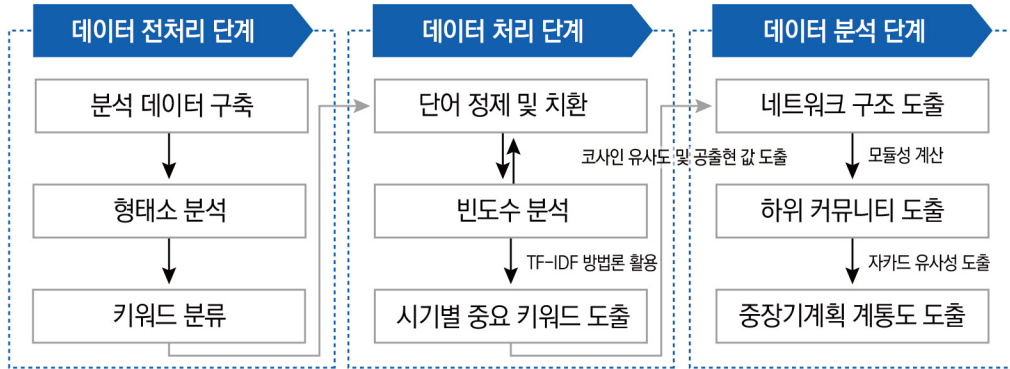 데이터 전처리 단계
분석 데이터 구축
형태소 분석
키워드 분류
데이터 처리 단계
단어 정제 및 치환
빈도수 분석
TF-IDF 방법론 활용
시기별 중요 키워드 도출
코사인 유사도 및 공출현 값 도출
데이터 분석 단계
네트워크 구조 도출
모듈성 계산
하위 커뮤니티 도출
자카드 유사성 도출
중장기계획 계통도 도출